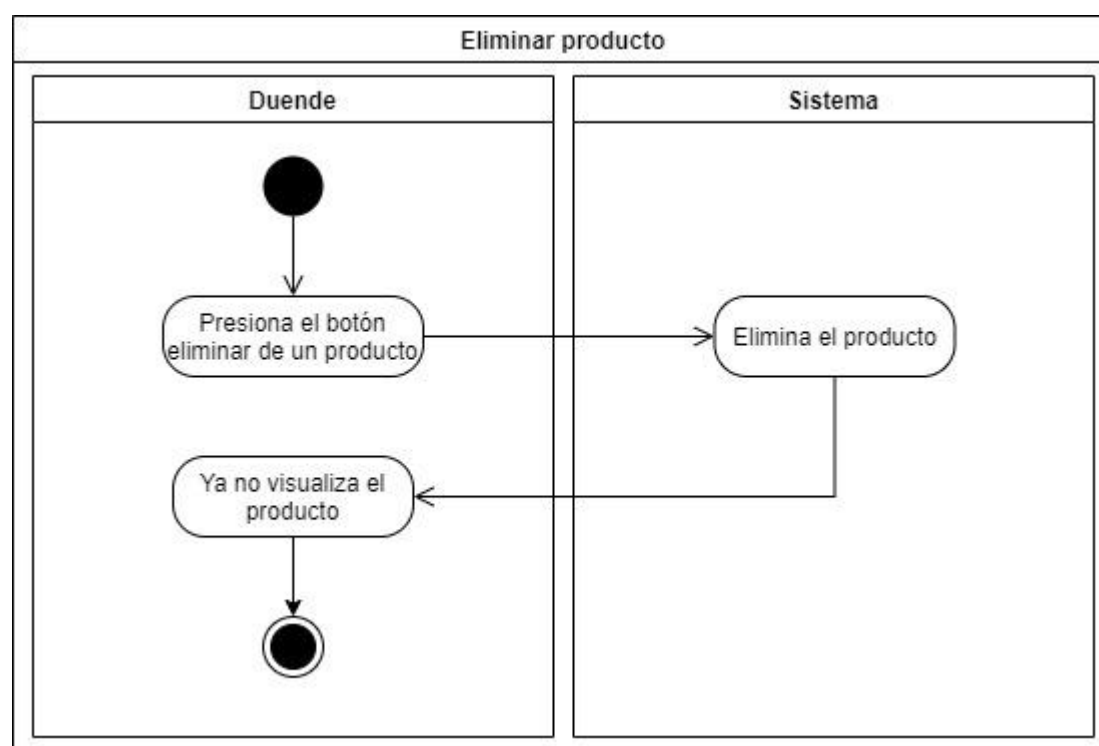 Eliminar producto
Duende
Sistema
Presiona el botón
eliminar de un producto
Elimina el producto
Ya no visualiza el
producto